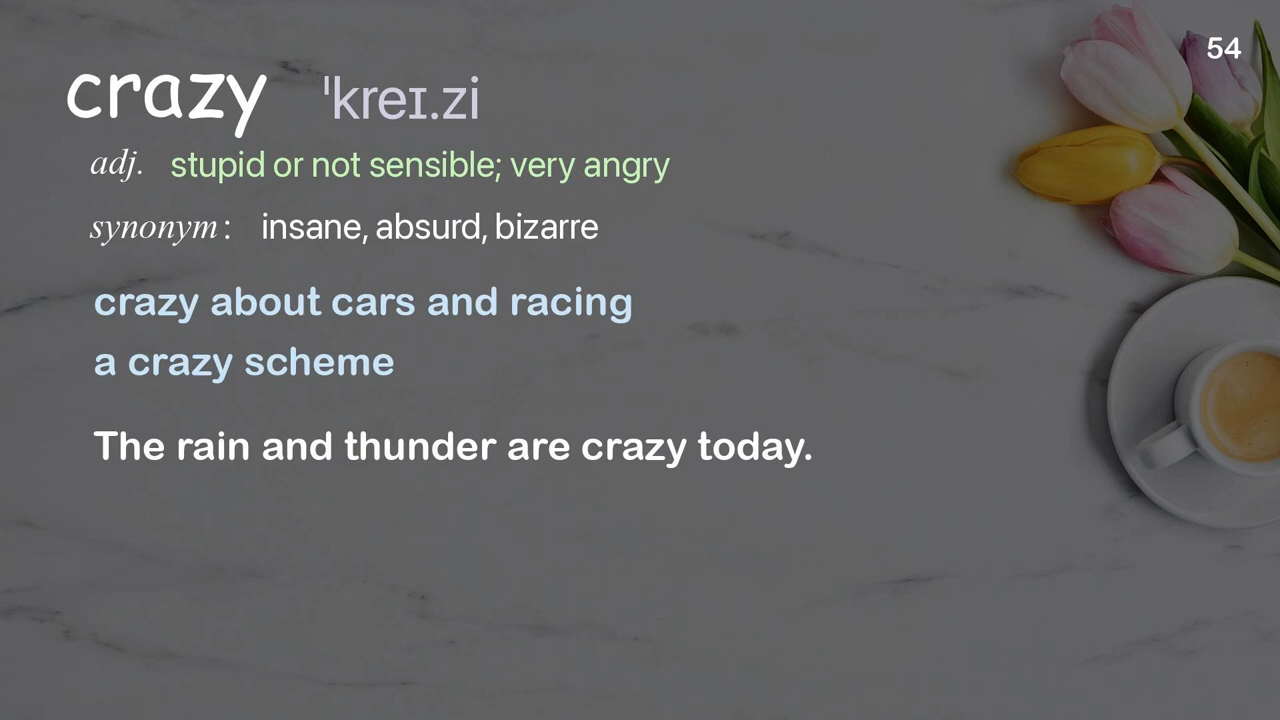 54
crazy ˈkreɪ.zi
adj. stupid or not sensible; very angry
synonym: insane, absurd, bizarre
crazy about cars and racing
a crazy scheme
The rain and thunder are crazy today.